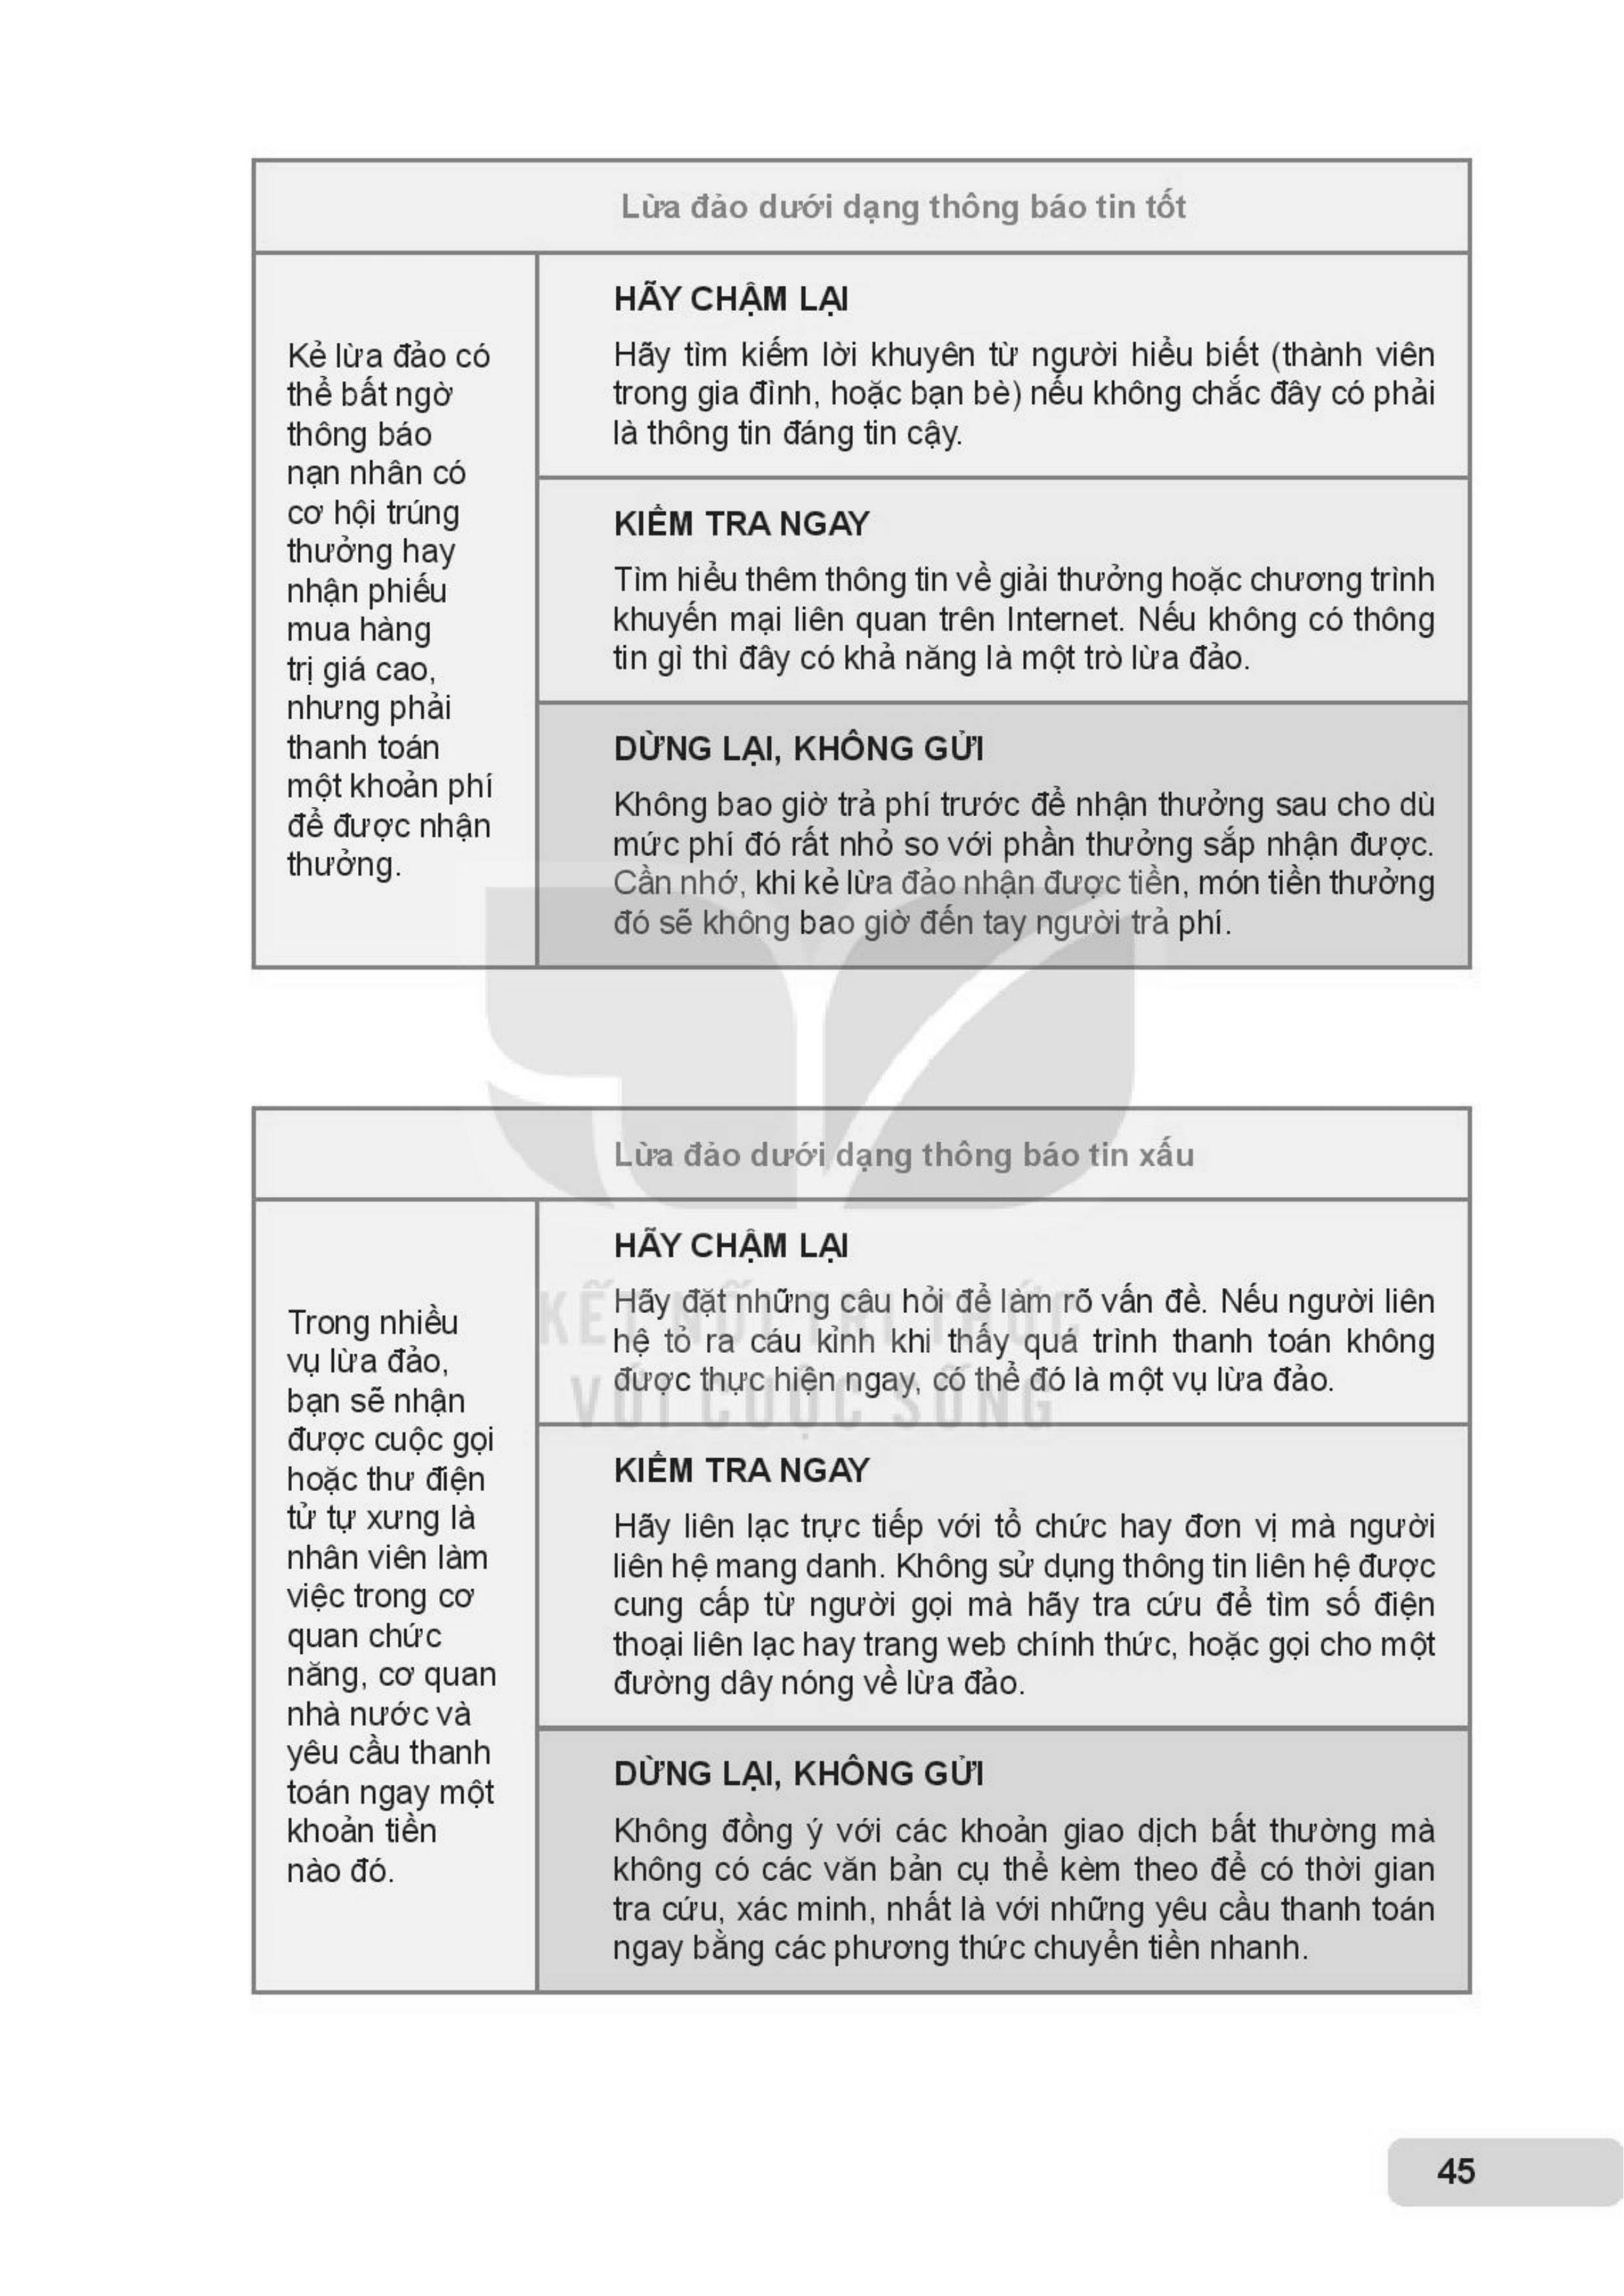 Lừa đảo dưới dạng thông báo tin tốt
Kẻ lừa đảo có
thể bất ngờ
thông báo
nạn nhân có
cơ hội trúng
thưởng hay
nhận phiếu
mua hàng
trị giá cao,
nhưng phải
thanh toán
một khoản phí
để được nhận
thưởng.
HÃY CHẬM LẠI
Hãy tìm kiếm lời khuyên từ người hiểu biết (thành viên
trong gia đình, hoặc bạn bè) nếu không chắc đây có phải
là thông tin đáng tin cậy.
KIỂM TRA NGAY
Tìm hiểu thêm thông tin về giải thưởng hoặc chương trình
khuyến mại liên quan trên Internet. Nếu không có thông
tin gì thì đây có khả năng là một trò lừa đảo.
DỪNG LẠI, KHÔNG GỬI
Không bao giờ trả phí trước để nhận thưởng sau cho dù
mức phí đó rất nhỏ so với phần thưởng sắp nhận được.
Cần nhớ, khi kẻ lừa đảo nhận được tiền, món tiền thưởng
đó sẽ không bao giờ đến tay người trả phí.
Lừa đảo dưới dạng thông báo tin xấu
Trong nhiều
vụ lừa đảo,
bạn sẽ nhận
được cuộc gọi
hoặc thư điện
tử tự xưng là
nhân viên làm
việc trong cơ
quan chức
năng, cơ quan
nhà nước và
yêu cầu thanh
toán ngay một
khoản tiền
nào đó.
HÃY CHẬM LẠI
Hãy đặt những câu hỏi để làm rõ vấn đề. Nếu người liên
hệ tỏ ra cáu kỉnh khi thấy quá trình thanh toán không
được thực hiện ngay, có thể đó là một vụ lừa đảo.
KIỂM TRA NGAY
Hãy liên lạc trực tiếp với tổ chức hay đơn vị mà người
liên hệ mang danh. Không sử dụng thông tin liên hệ được
cung cấp từ người gọi mà hãy tra cứu để tìm số điện
thoại liên lạc hay trang web chính thức, hoặc gọi cho một
đường dây nóng về lừa đảo.
DỪNG LẠI, KHÔNG GỬI
Không đồng ý với các khoản giao dịch bất thường mà
không có các văn bản cụ thể kèm theo để có thời gian
tra cứu, xác minh, nhất là với những yêu cầu thanh toán
ngay bằng các phương thức chuyển tiền nhanh.
KẾT NỐI TRI THỨC
VỚI CUỘC SỐNG
45